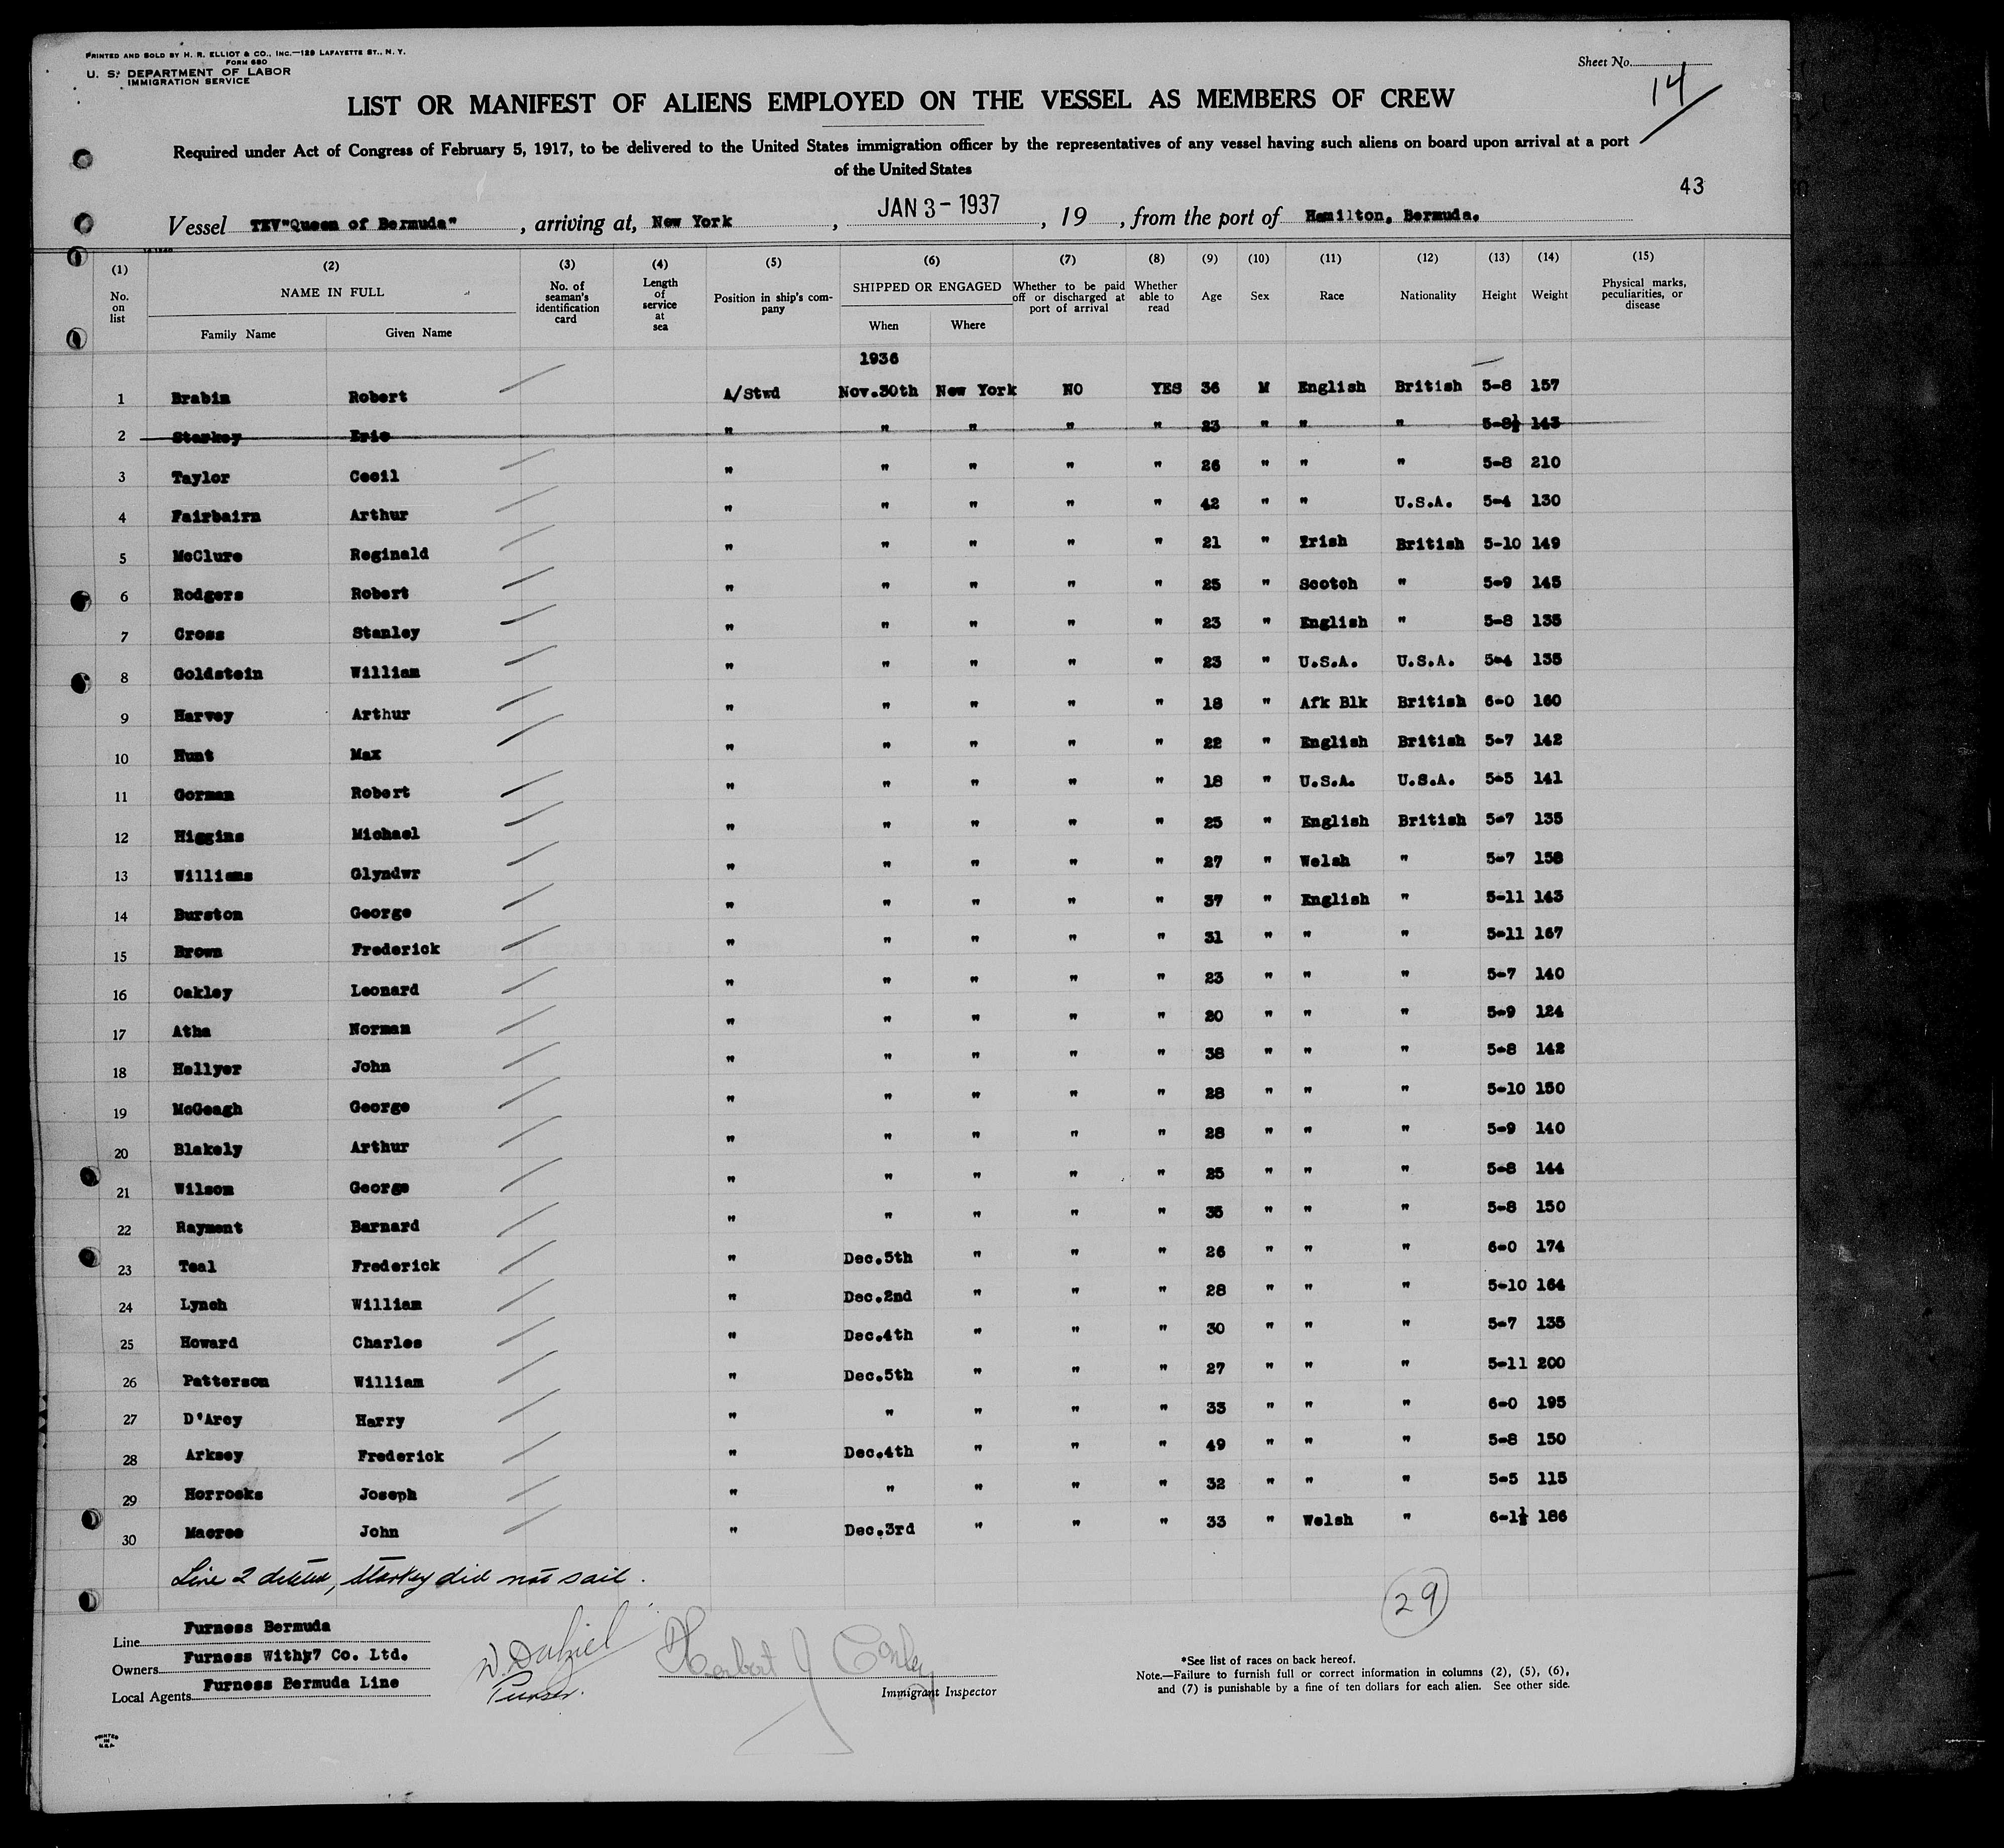 PRINTED AND SOLD BY H. R. ELLIOT & CO., INC.—129 LAFAYETTE ST., N. Y.
FORM 680
U. S. DEPARTMENT OF LABOR
IMMIGRATION SERVICE
Sheet No. 14
LIST OR MANIFEST OF ALIENS EMPLOYED ON THE VESSEL AS MEMBERS OF CREW
Required under Act of Congress of February 5, 1917, to be delivered to the United States immigration officer by the representatives of any vessel having such aliens on board upon arrival at a port
of the United States
43
Vessel TEV"Queen of Bermuda", arriving at, New York, JAN 3 - 1937, 19 , from the port of Hamilton, Bermuda.
(1) (2) (3) (4) (5) (6) (7) (8) (9) (10) (11) (12) (13) (14) (15)
No. on list NAME IN FULL Family Name Given Name No. of seaman's identification card Length of service at sea Position in ship's company SHIPPED OR ENGAGED When Where Whether to be paid off or discharged at port of arrival Whether able to read Age Sex Race Nationality Height Weight Physical marks, peculiarities, or disease
1936
1 Brabin Robert A/Stwd Nov.30th New York NO YES 36 M English British 5-8 157
2 Starkey Eric " " " " " 23 " " " 5-8½ 143
3 Taylor Cecil " " " " " 26 " " " 5-8 210
4 Fairbairn Arthur " " " " " 42 " " U.S.A. 5-4 130
5 McClure Reginald " " " " " 21 " Irish British 5-10 149
6 Rodgers Robert " " " " " 25 " Scotch " 5-9 145
7 Cross Stanley " " " " " 23 " English " 5-8 135
8 Goldstein William " " " " " 23 " U.S.A. U.S.A. 5-4 135
9 Harvey Arthur " " " " " 18 " Afk Blk British 6-0 160
10 Hunt Max " " " " " 22 " English British 5-7 142
11 Gorman Robert " " " " " 18 " U.S.A. U.S.A. 5-5 141
12 Higgins Michael " " " " " 25 " English British 5-7 135
13 Williams Glyndwr " " " " " 27 " Welsh " 5-7 158
14 Burston George " " " " " 37 " English " 5-11 143
15 Brown Frederick " " " " " 31 " " " 5-11 167
16 Oakley Leonard " " " " " 23 " " " 5-7 140
17 Atha Norman " " " " " 20 " " " 5-9 124
18 Hellyer John " " " " " 38 " " " 5-8 142
19 McGeagh George " " " " " 28 " " " 5-10 150
20 Blakely Arthur " " " " " 28 " " " 5-9 140
21 Wilson George " " " " " 25 " " " 5-8 144
22 Rayment Barnard " " " " " 35 " " " 5-8 150
23 Teal Frederick " Dec.5th " " " 26 " " " 6-0 174
24 Lynch William " Dec.2nd " " " 28 " " " 5-10 164
25 Howard Charles " Dec.4th " " " 30 " " " 5-7 135
26 Patterson William " Dec.5th " " " 27 " " " 5-11 200
27 D'Arcy Harry " " " " " 33 " " " 6-0 195
28 Arksey Frederick " Dec.4th " " " 49 " " " 5-8 150
29 Horrocks Joseph " " " " " 32 " " " 5-5 115
30 Macree John " Dec.3rd " " " 33 " Welsh " 6-1½ 186
Line 2 deleted, Starkey did not sail.
29
Line Furness Bermuda
Owners Furness Withy7 Co. Ltd.
Local Agents Furness Bermuda Line
Purser.
Herbert J Conley
Immigrant Inspector
*See list of races on back hereof.
Note.—Failure to furnish full or correct information in columns (2), (5), (6),
and (7) is punishable by a fine of ten dollars for each alien. See other side.
PRINTED IN U.S.A.